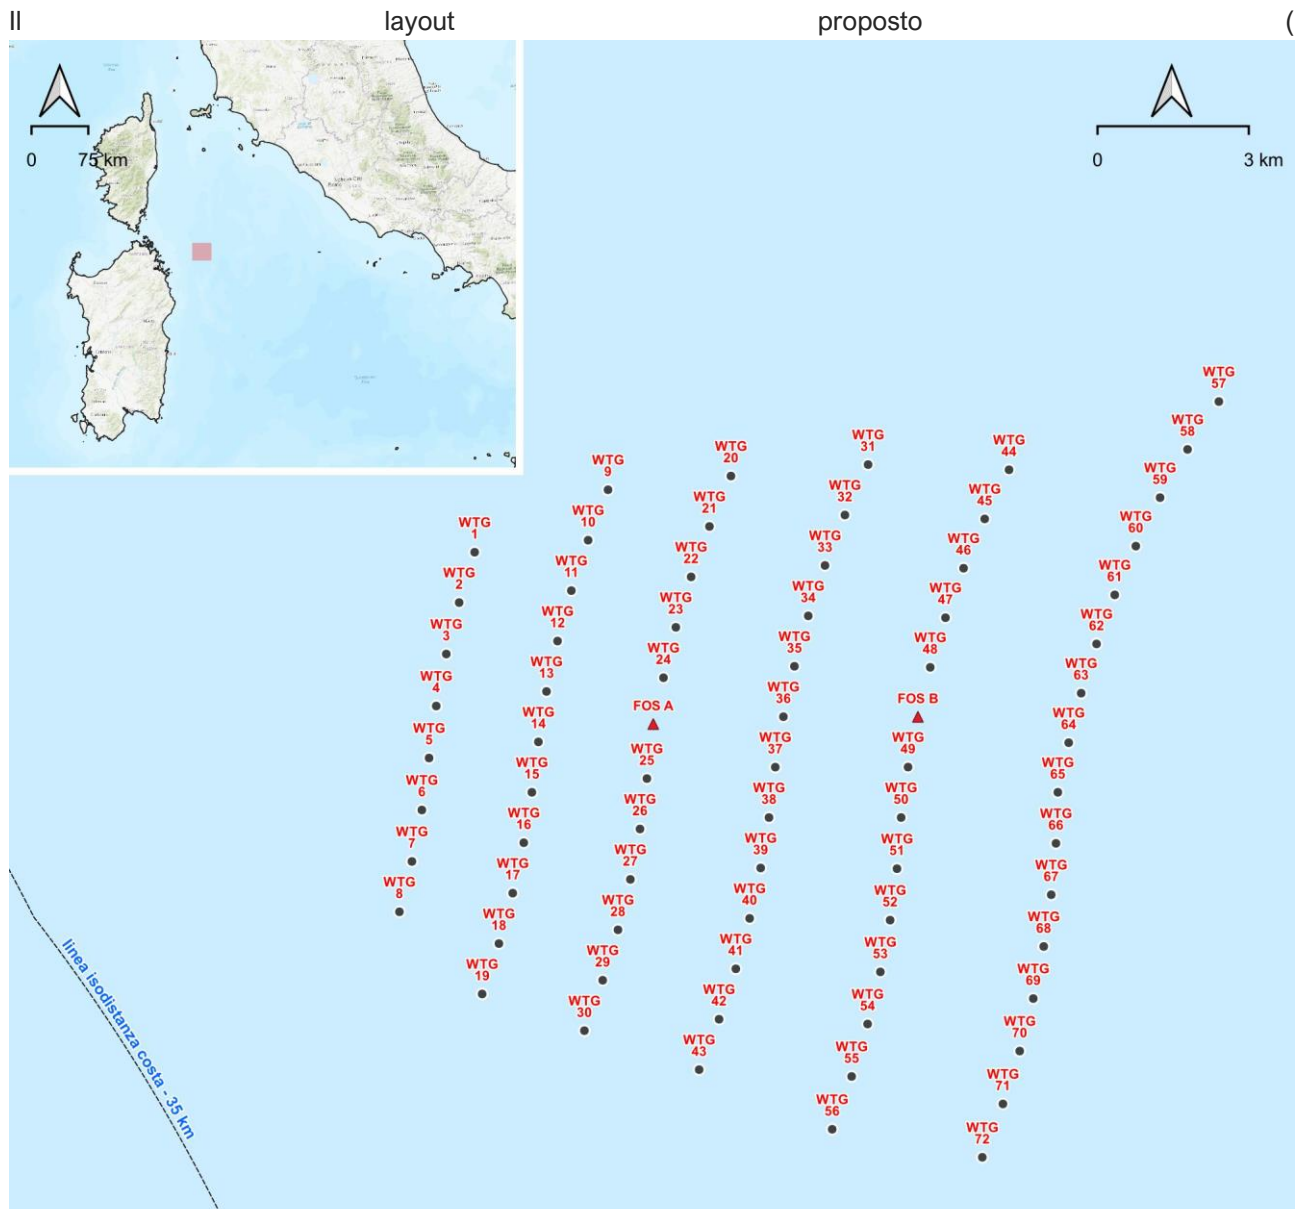 Il layout proposto (
0 75 km
0 3 km
WTG
57
WTG
58
WTG
59
WTG
60
WTG
61
WTG
62
WTG
63
WTG
64
WTG
65
WTG
66
WTG
67
WTG
68
WTG
69
WTG
70
WTG
71
WTG
72
WTG
44
WTG
45
WTG
46
WTG
47
WTG
48
FOS B
WTG
49
WTG
50
WTG
51
WTG
52
WTG
53
WTG
54
WTG
55
WTG
56
WTG
31
WTG
32
WTG
33
WTG
34
WTG
35
WTG
36
WTG
37
WTG
38
WTG
39
WTG
40
WTG
41
WTG
42
WTG
43
WTG
20
WTG
21
WTG
22
WTG
23
WTG
24
FOS A
WTG
25
WTG
26
WTG
27
WTG
28
WTG
29
WTG
30
WTG
9
WTG
10
WTG
11
WTG
12
WTG
13
WTG
14
WTG
15
WTG
16
WTG
17
WTG
18
WTG
19
WTG
1
WTG
2
WTG
3
WTG
4
WTG
5
WTG
6
WTG
7
WTG
8
linea isodistanza costa - 35 km